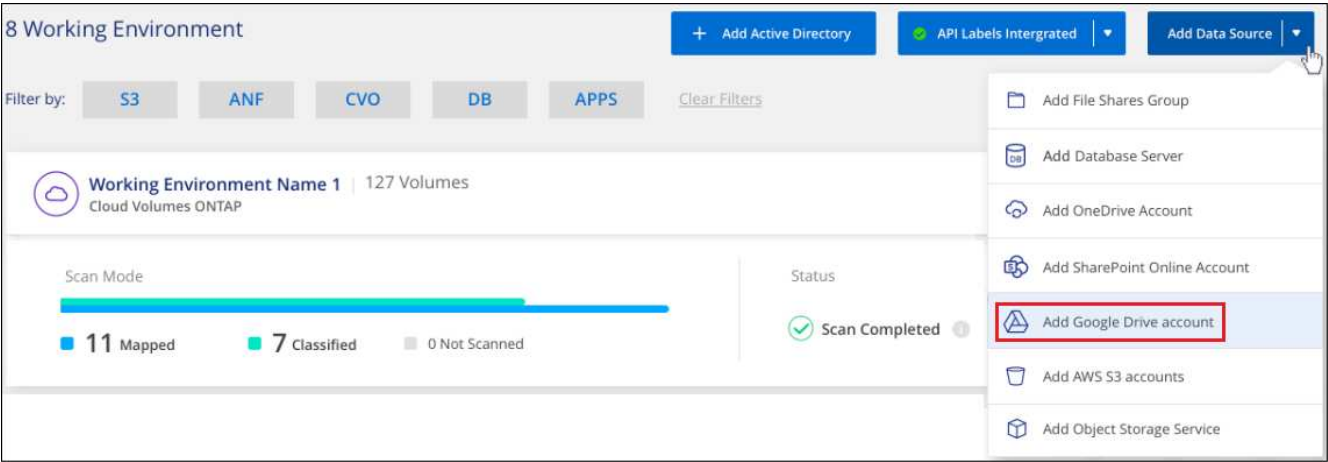 8 Working Environment
+ Add Active Directory
API Labels Intergrated
Add Data Source
Filter by:
S3
ANF
CVO
DB
APPS
Clear Filters
Add File Shares Group
DB
Add Database Server
Working Environment Name 1 | 127 Volumes
Cloud Volumes ONTAP
Add OneDrive Account
S
Add SharePoint Online Account
Scan Mode
Status
Add Google Drive account
11 Mapped
7 Classified
0 Not Scanned
Scan Completed
i
Add AWS S3 accounts
Add Object Storage Service